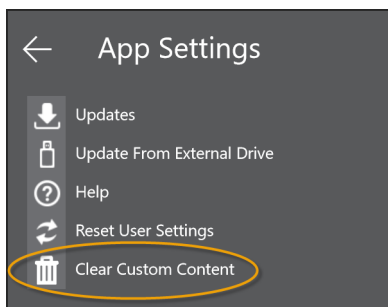 App Settings
Updates
Update From External Drive
Help
Reset User Settings
Clear Custom Content